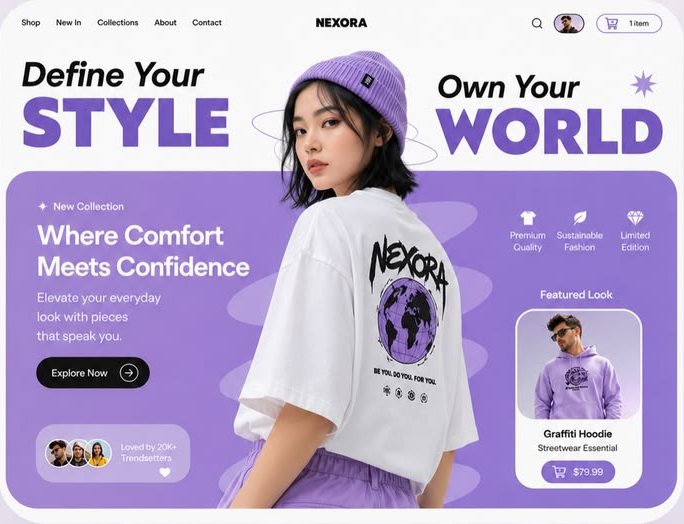 Shop New In Collections About Contact
NEXORA
1 item
Define Your
STYLE
Own Your
WORLD
New Collection
Where Comfort
Meets Confidence
Elevate your everyday
look with pieces
that speak you.
Explore Now
Loved by 20K+
Trendsetters
NEXORA
BE YOU. DO YOU. FOR YOU.
Premium
Quality
Sustainable
Fashion
Limited
Edition
Featured Look
Graffiti Hoodie
Streetwear Essential
$79.99